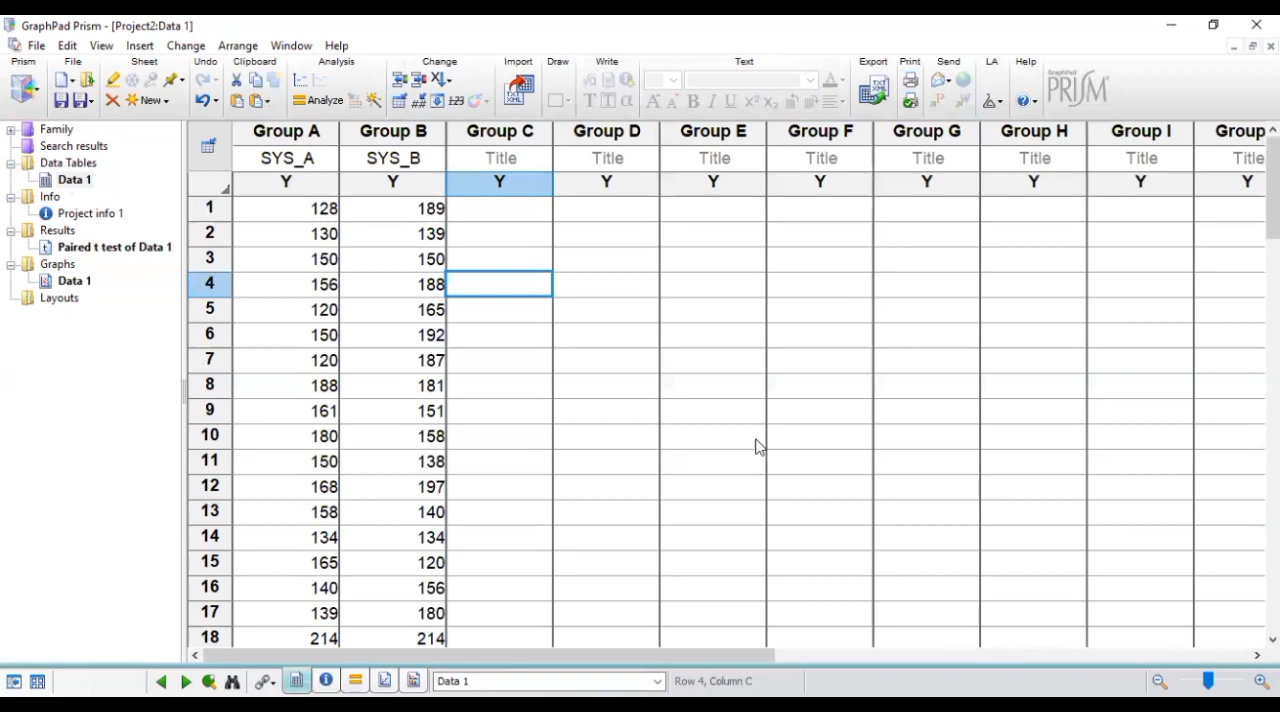 GraphPad Prism - [Project2:Data 1]
File Edit View Insert Change Arrange Window Help
Prism File Sheet Undo Clipboard Analysis Change Import Draw Write Text Export Print Send LA Help
GraphPad
PRISM
New
Analyze
123
TXT
XML
Family
Search results
Data Tables
Data 1
Info
Project info 1
Results
Paired t test of Data 1
Graphs
Data 1
Layouts
Group A Group B Group C Group D Group E Group F Group G Group H Group I Group
SYS_A SYS_B Title Title Title Title Title Title Title Title
Y Y Y Y Y Y Y Y Y Y
1 128 189
2 130 139
3 150 150
4 156 188
5 120 165
6 150 192
7 120 187
8 188 181
9 161 151
10 180 158
11 150 138
12 168 197
13 158 140
14 134 134
15 165 120
16 140 156
17 139 180
18 214 214
Data 1
Row 4, Column C